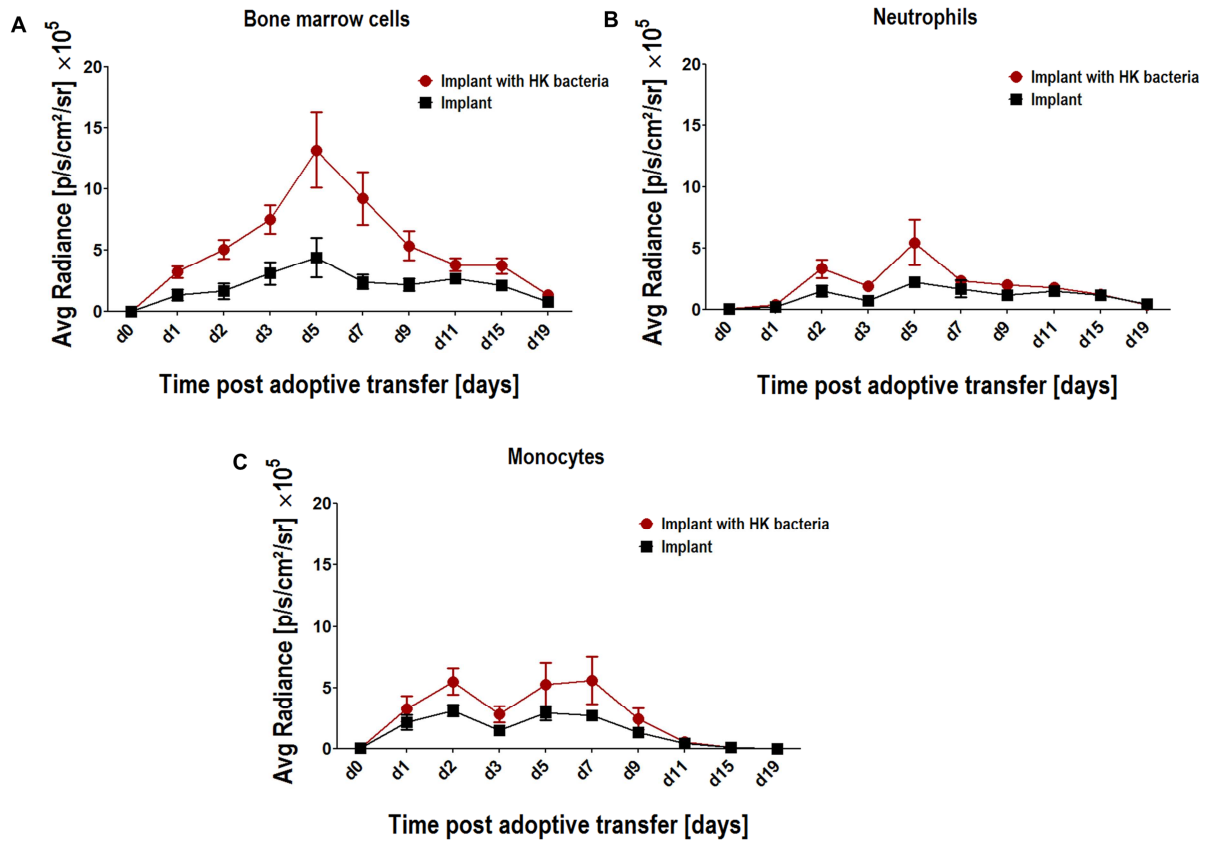 A
Bone marrow cells
Avg Radiance [p/s/cm²/sr] ×10⁵
20
15
10
5
0
Implant with HK bacteria
Implant
d0 d1 d2 d3 d5 d7 d9 d11 d15 d19
Time post adoptive transfer [days]
B
Neutrophils
Avg Radiance [p/s/cm²/sr] ×10⁵
20
15
10
5
0
Implant with HK bacteria
Implant
d0 d1 d2 d3 d5 d7 d9 d11 d15 d19
Time post adoptive transfer [days]
C
Monocytes
Avg Radiance [p/s/cm²/sr] ×10⁵
20
15
10
5
0
Implant with HK bacteria
Implant
d0 d1 d2 d3 d5 d7 d9 d11 d15 d19
Time post adoptive transfer [days]